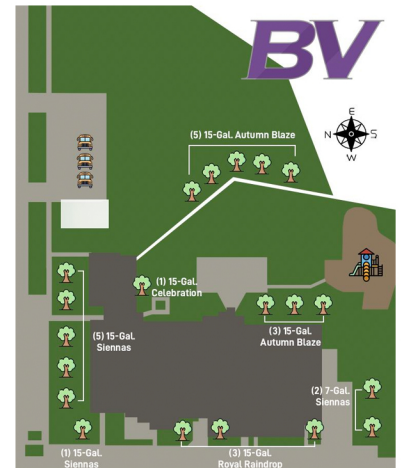 BV
E
N S
W
(5) 15-Gal. Autumn Blaze
(1) 15-Gal.
Celebration
(5) 15-Gal.
Siennas
(3) 15-Gal.
Autumn Blaze
(2) 7-Gal.
Siennas
(1) 15-Gal.
Siennas
(3) 15-Gal.
Royal Raindrop